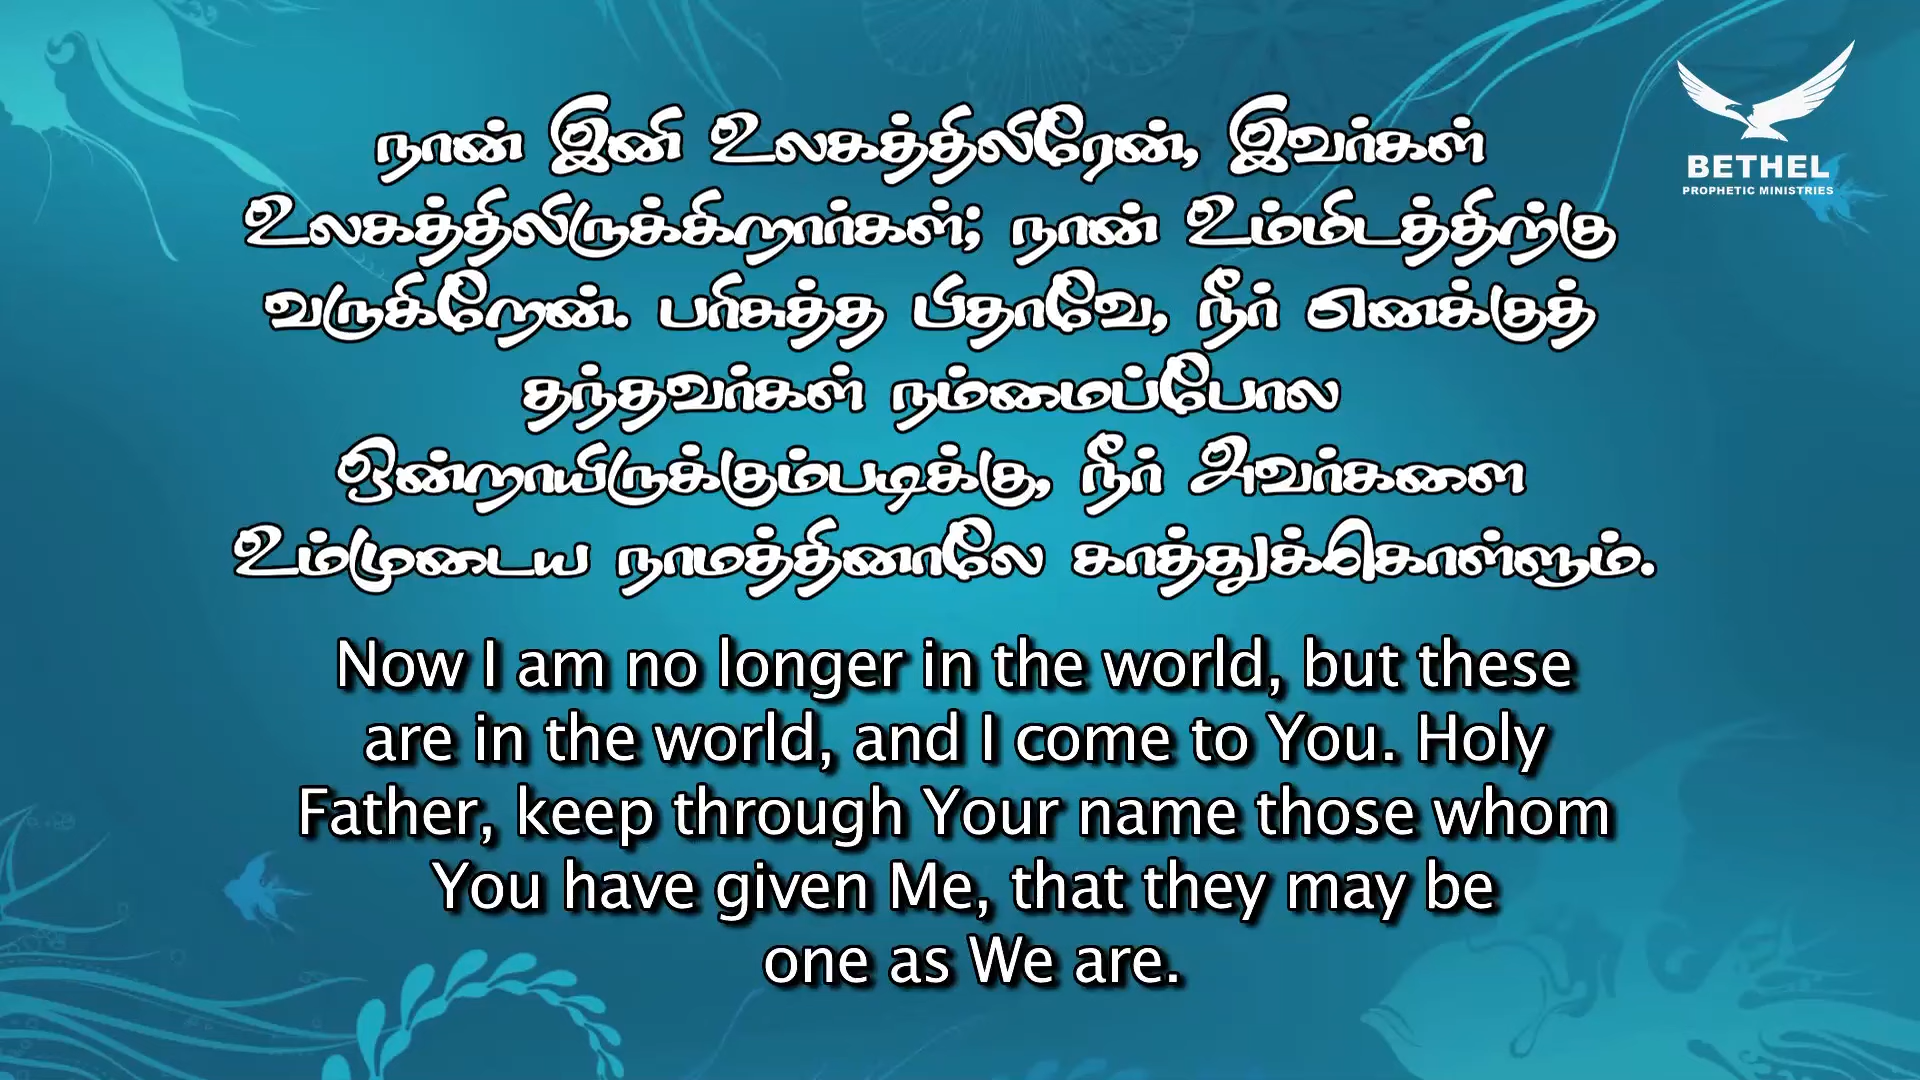 நான் இனி உலகத்திலிரேன், இவர்கள்
உலகத்திலிருக்கிறார்கள்; நான் உம்மிடத்திற்கு
வருகிறேன். பரிசுத்த பிதாவே, நீர் எனக்குத்
தந்தவர்கள் நம்மைப்போல
ஒன்றாயிருக்கும்படிக்கு, நீர் அவர்களை
உம்முடைய நாமத்தினாலே காத்துக்கொள்ளும்.
Now I am no longer in the world, but these
are in the world, and I come to You. Holy
Father, keep through Your name those whom
You have given Me, that they may be
one as We are.
BETHEL
PROPHETIC MINISTRIES